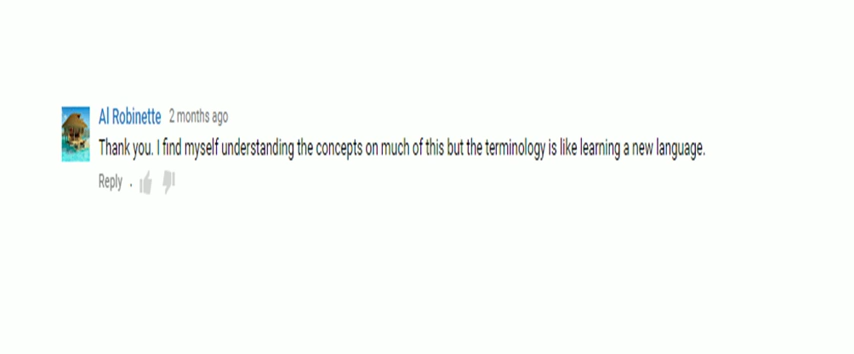 Al Robinette 2 months ago
Thank you. I find myself understanding the concepts on much of this but the terminology is like learning a new language.
Reply .